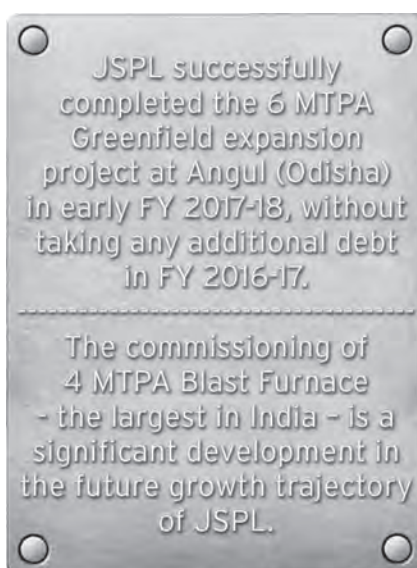 JSPL successfully
completed the 6 MTPA
Greenfield expansion
project at Angul (Odisha)
in early FY 2017-18, without
taking any additional debt
in FY 2016-17.
The commissioning of
4 MTPA Blast Furnace
- the largest in India - is a
significant development in
the future growth trajectory
of JSPL.